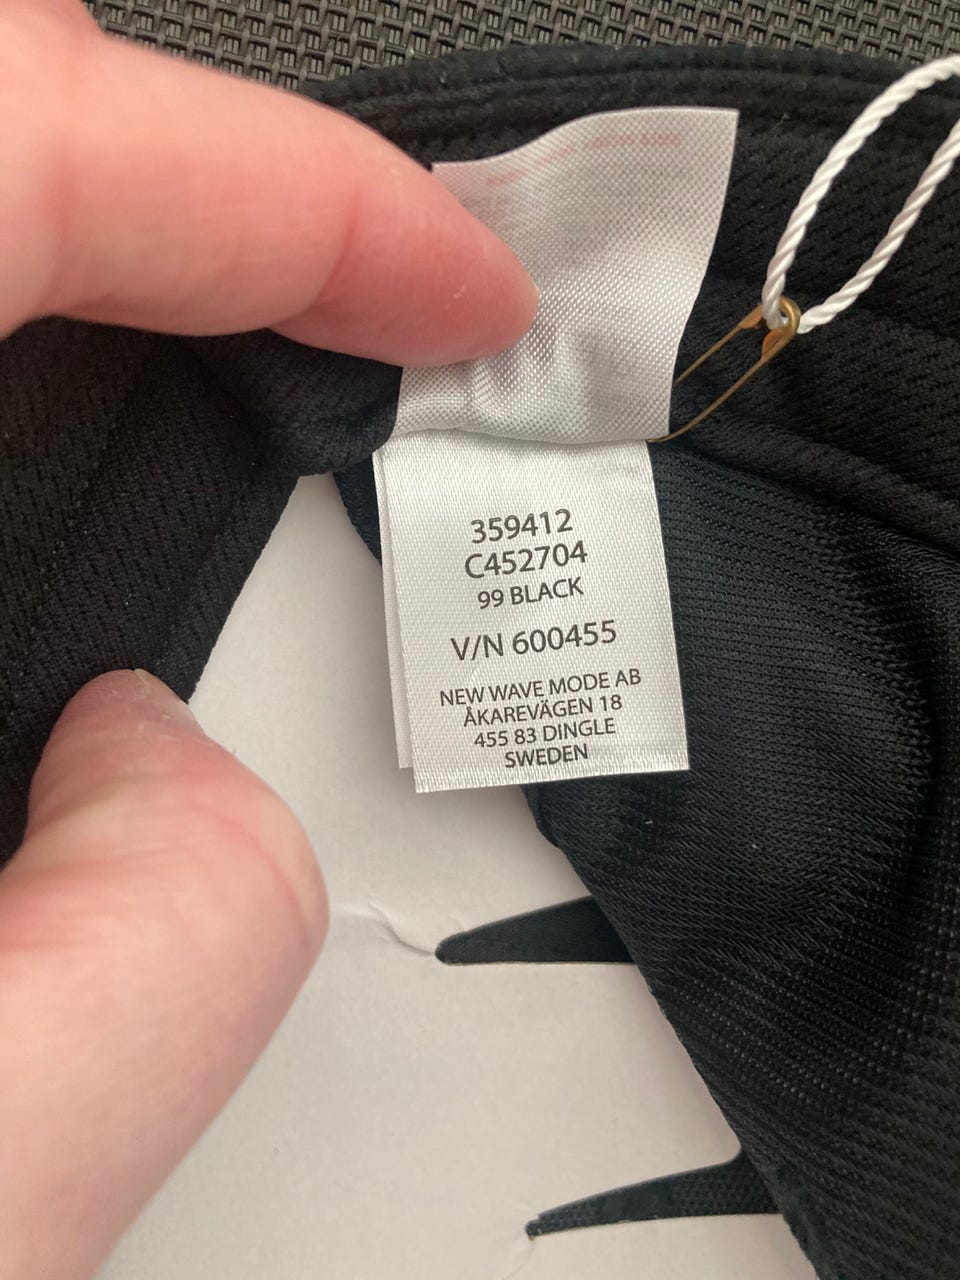 359412
C452704
99 BLACK
V/N 600455
NEW WAVE MODE AB
ÅKAREVÄGEN 18
455 83 DINGLE
SWEDEN